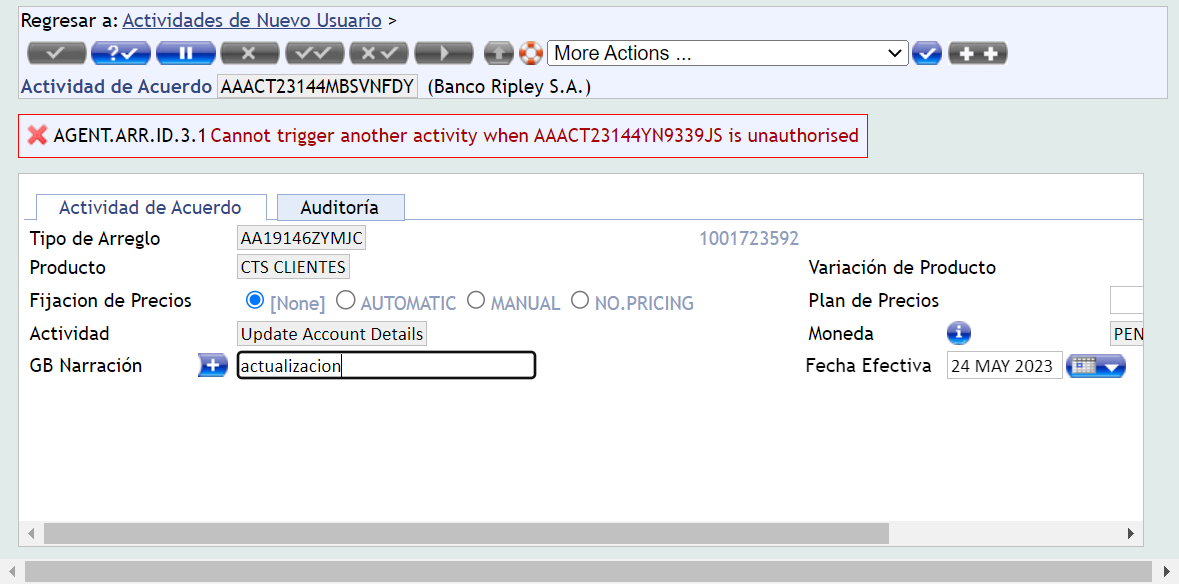 Regresar a: Actividades de Nuevo Usuario >
More Actions ...
Actividad de Acuerdo AAACT23144MBSVNFDY (Banco Ripley S.A.)
AGENT.ARR.ID.3.1 Cannot trigger another activity when AAACT23144YN9339JS is unauthorised
Actividad de Acuerdo Auditoría
Tipo de Arreglo AA19146ZYMJC 1001723592
Producto CTS CLIENTES Variación de Producto
Fijacion de Precios [None] AUTOMATIC MANUAL NO.PRICING Plan de Precios
Actividad Update Account Details Moneda PEN
GB Narración actualizacion Fecha Efectiva 24 MAY 2023